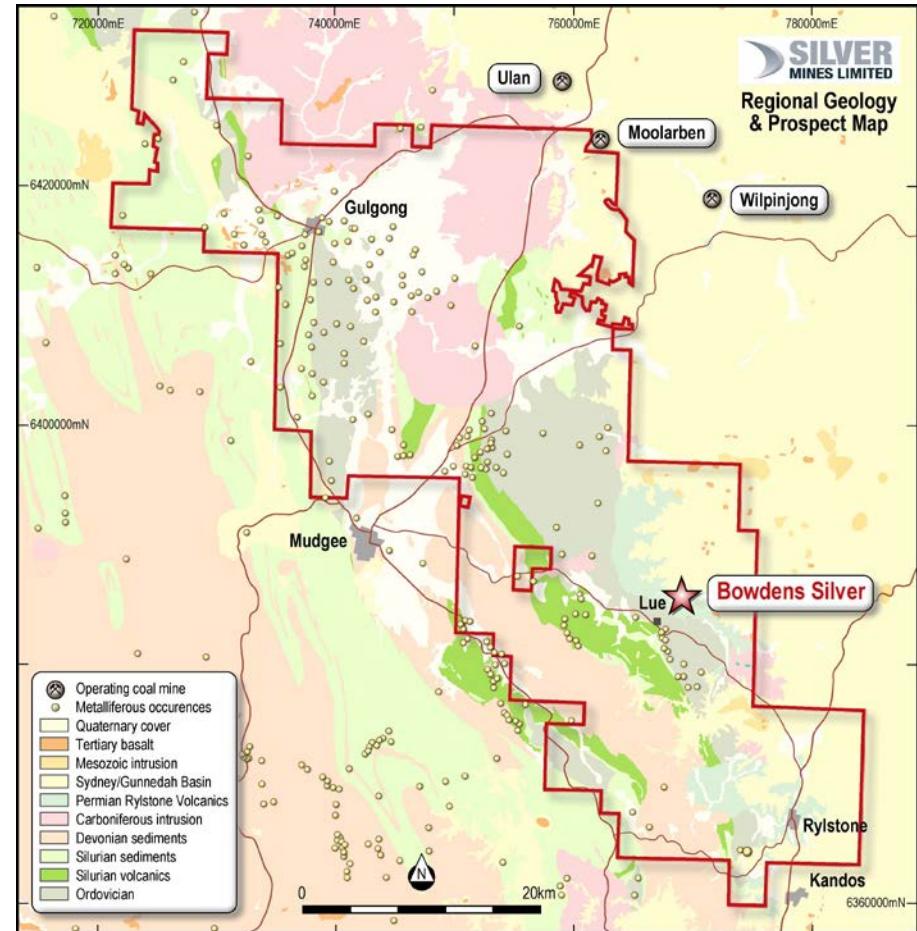 720000mE
740000mE
760000mE
780000mE
SILVER
MINES LIMITED
Regional Geology
& Prospect Map
Ulan
Moolarben
Wilpinjong
6420000mN
Gulgong
6400000mN
Mudgee
Lue
Bowdens Silver
Operating coal mine
Metalliferous occurences
Quaternary cover
Tertiary basalt
Mesozoic intrusion
Sydney/Gunnedah Basin
Permian Rylstone Volcanics
Carboniferous intrusion
Devonian sediments
Silurian sediments
Silurian volcanics
Ordovician
N
0
20km
Rylstone
Kandos
6360000mN